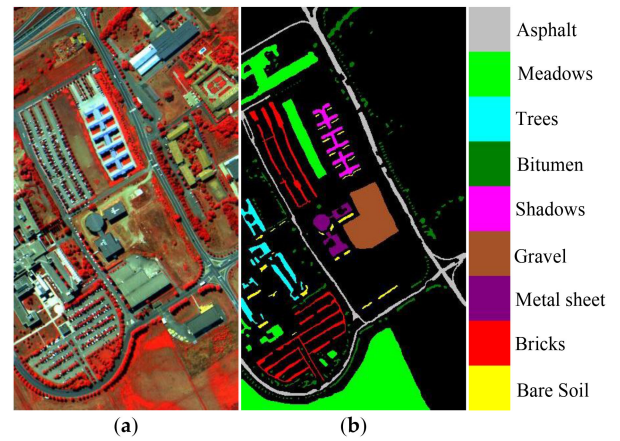 Asphalt
Meadows
Trees
Bitumen
Shadows
Gravel
Metal sheet
Bricks
Bare Soil
(a)
(b)